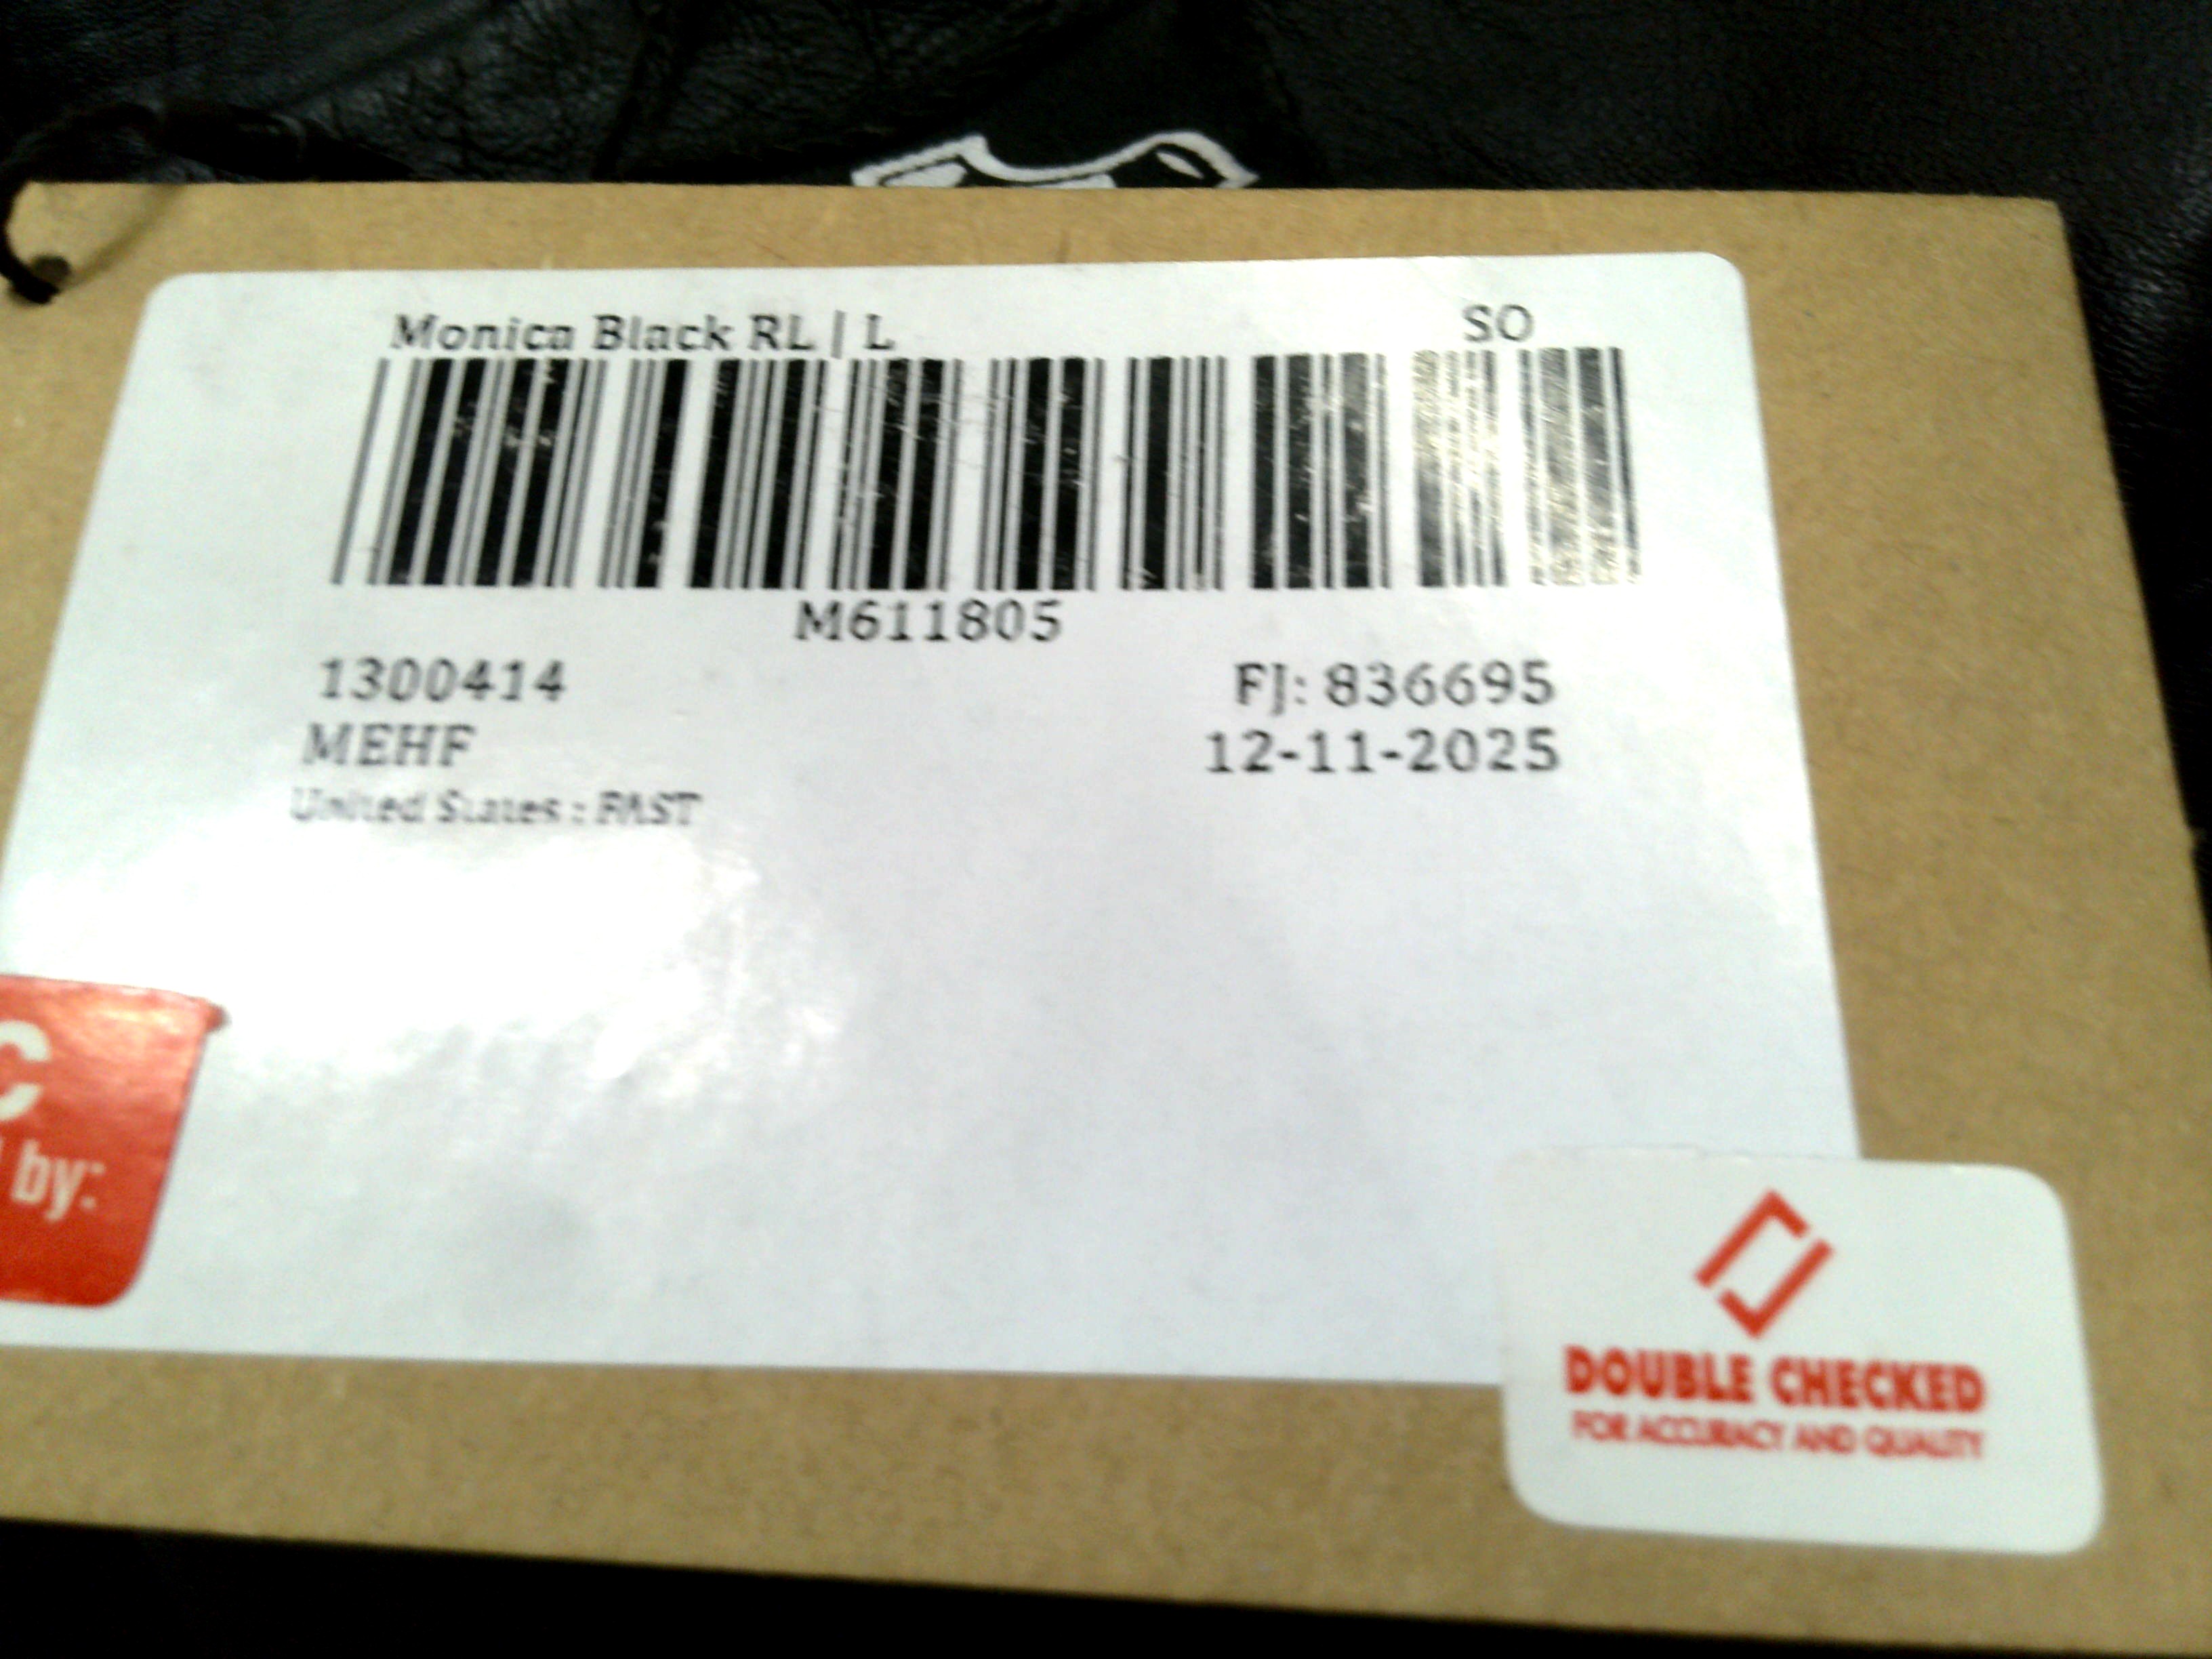 Monica Black RL | L
SO
M611805
1300414
FJ: 836695
MEHF
12-11-2025
United States : FAST
C
by:
DOUBLE CHECKED
FOR ACCURACY AND QUALITY